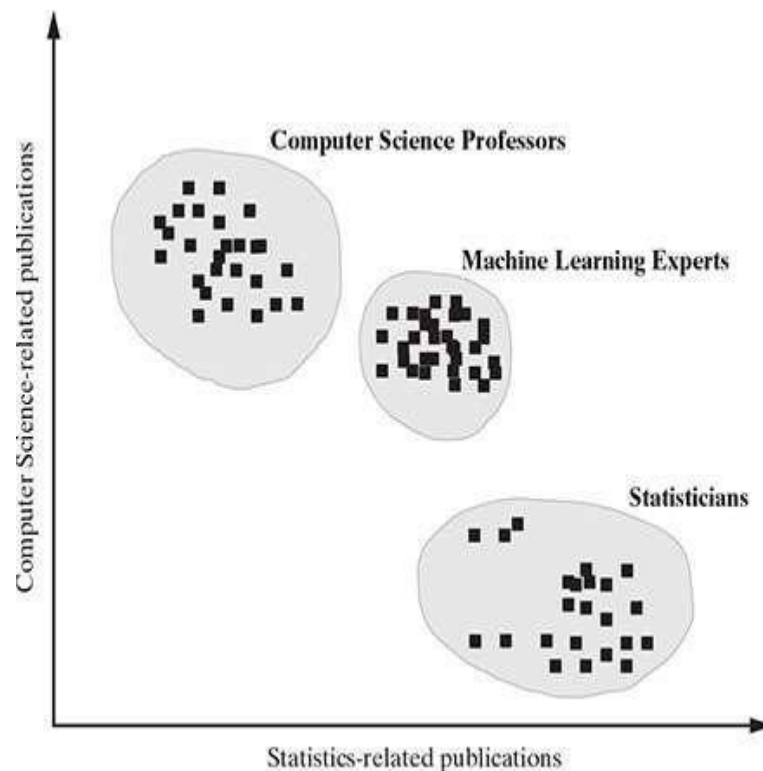 Computer Science Professors
Machine Learning Experts
Statisticians
Computer Science-related publications
Statistics-related publications